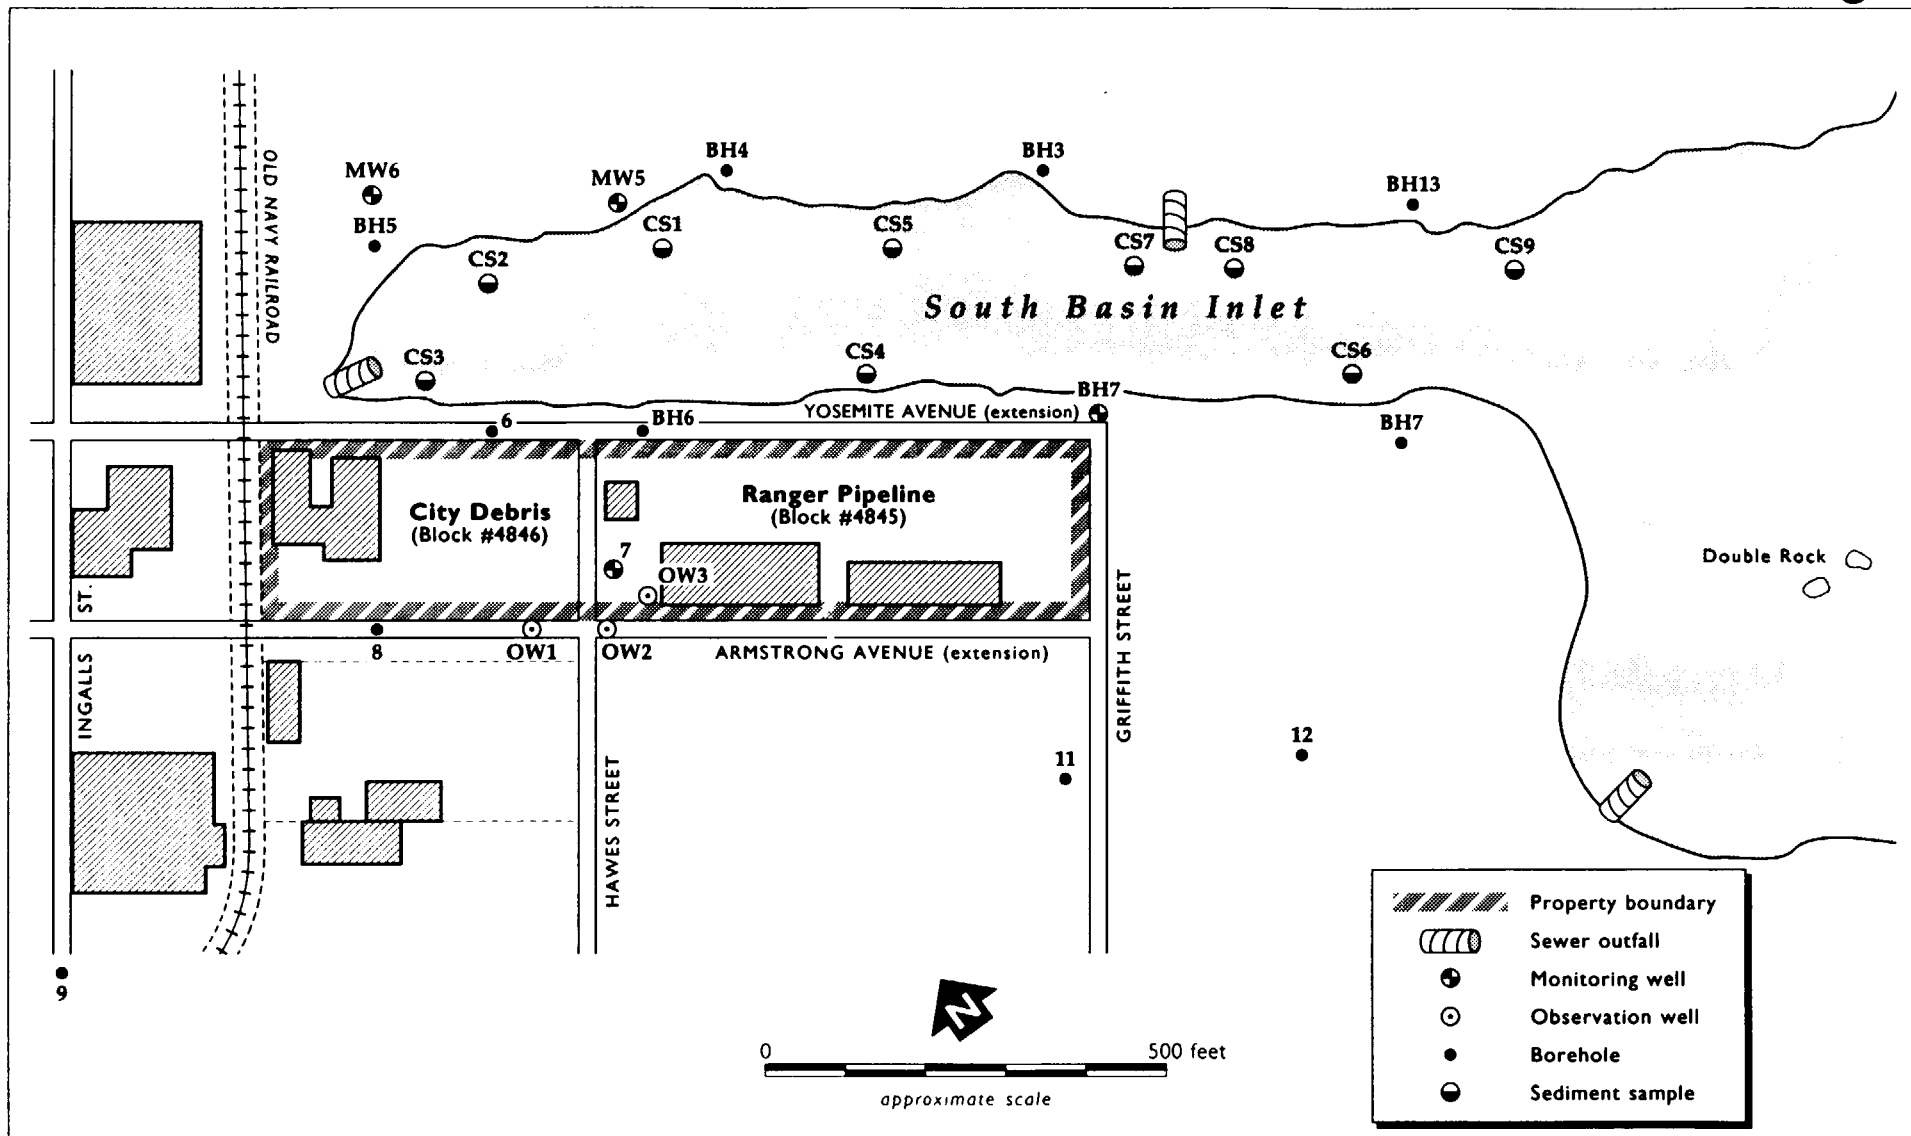 BH4
BH3
MW6
MW5
BH13
BH5
CS1
CS5
CS7
CS8
CS9
CS2
OLD NAVY RAILROAD
South Basin Inlet
CS3
CS4
CS6
BH7
YOSEMITE AVENUE (extension)
6
BH6
BH7
City Debris
(Block #4846)
Ranger Pipeline
(Block #4845)
7
OW3
Double Rock
INGALLS ST.
8
OW1
OW2
ARMSTRONG AVENUE (extension)
GRIFFITH STREET
HAWES STREET
11
12
9
N
0
500 feet
approximate scale
Property boundary
Sewer outfall
Monitoring well
Observation well
Borehole
Sediment sample